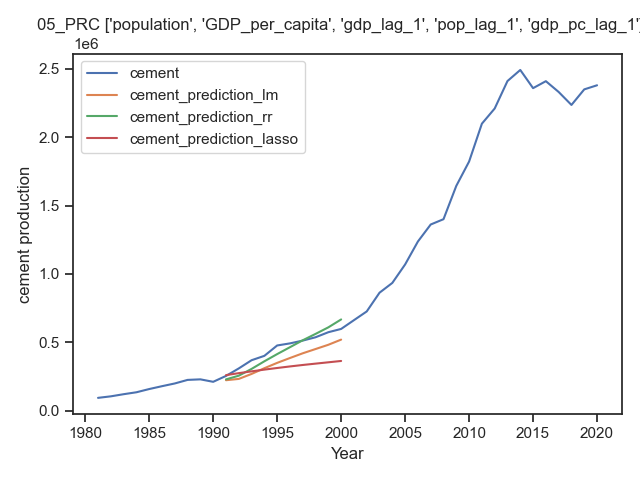 05_PRC ['population', 'GDP_per_capita', 'gdp_lag_1', 'pop_lag_1', 'gdp_pc_lag_1'
1e6
cement
cement_prediction_lm
cement_prediction_rr
cement_prediction_lasso
2.5
2.0
1.5
1.0
0.5
0.0
cement production
1980 1985 1990 1995 2000 2005 2010 2015 2020
Year